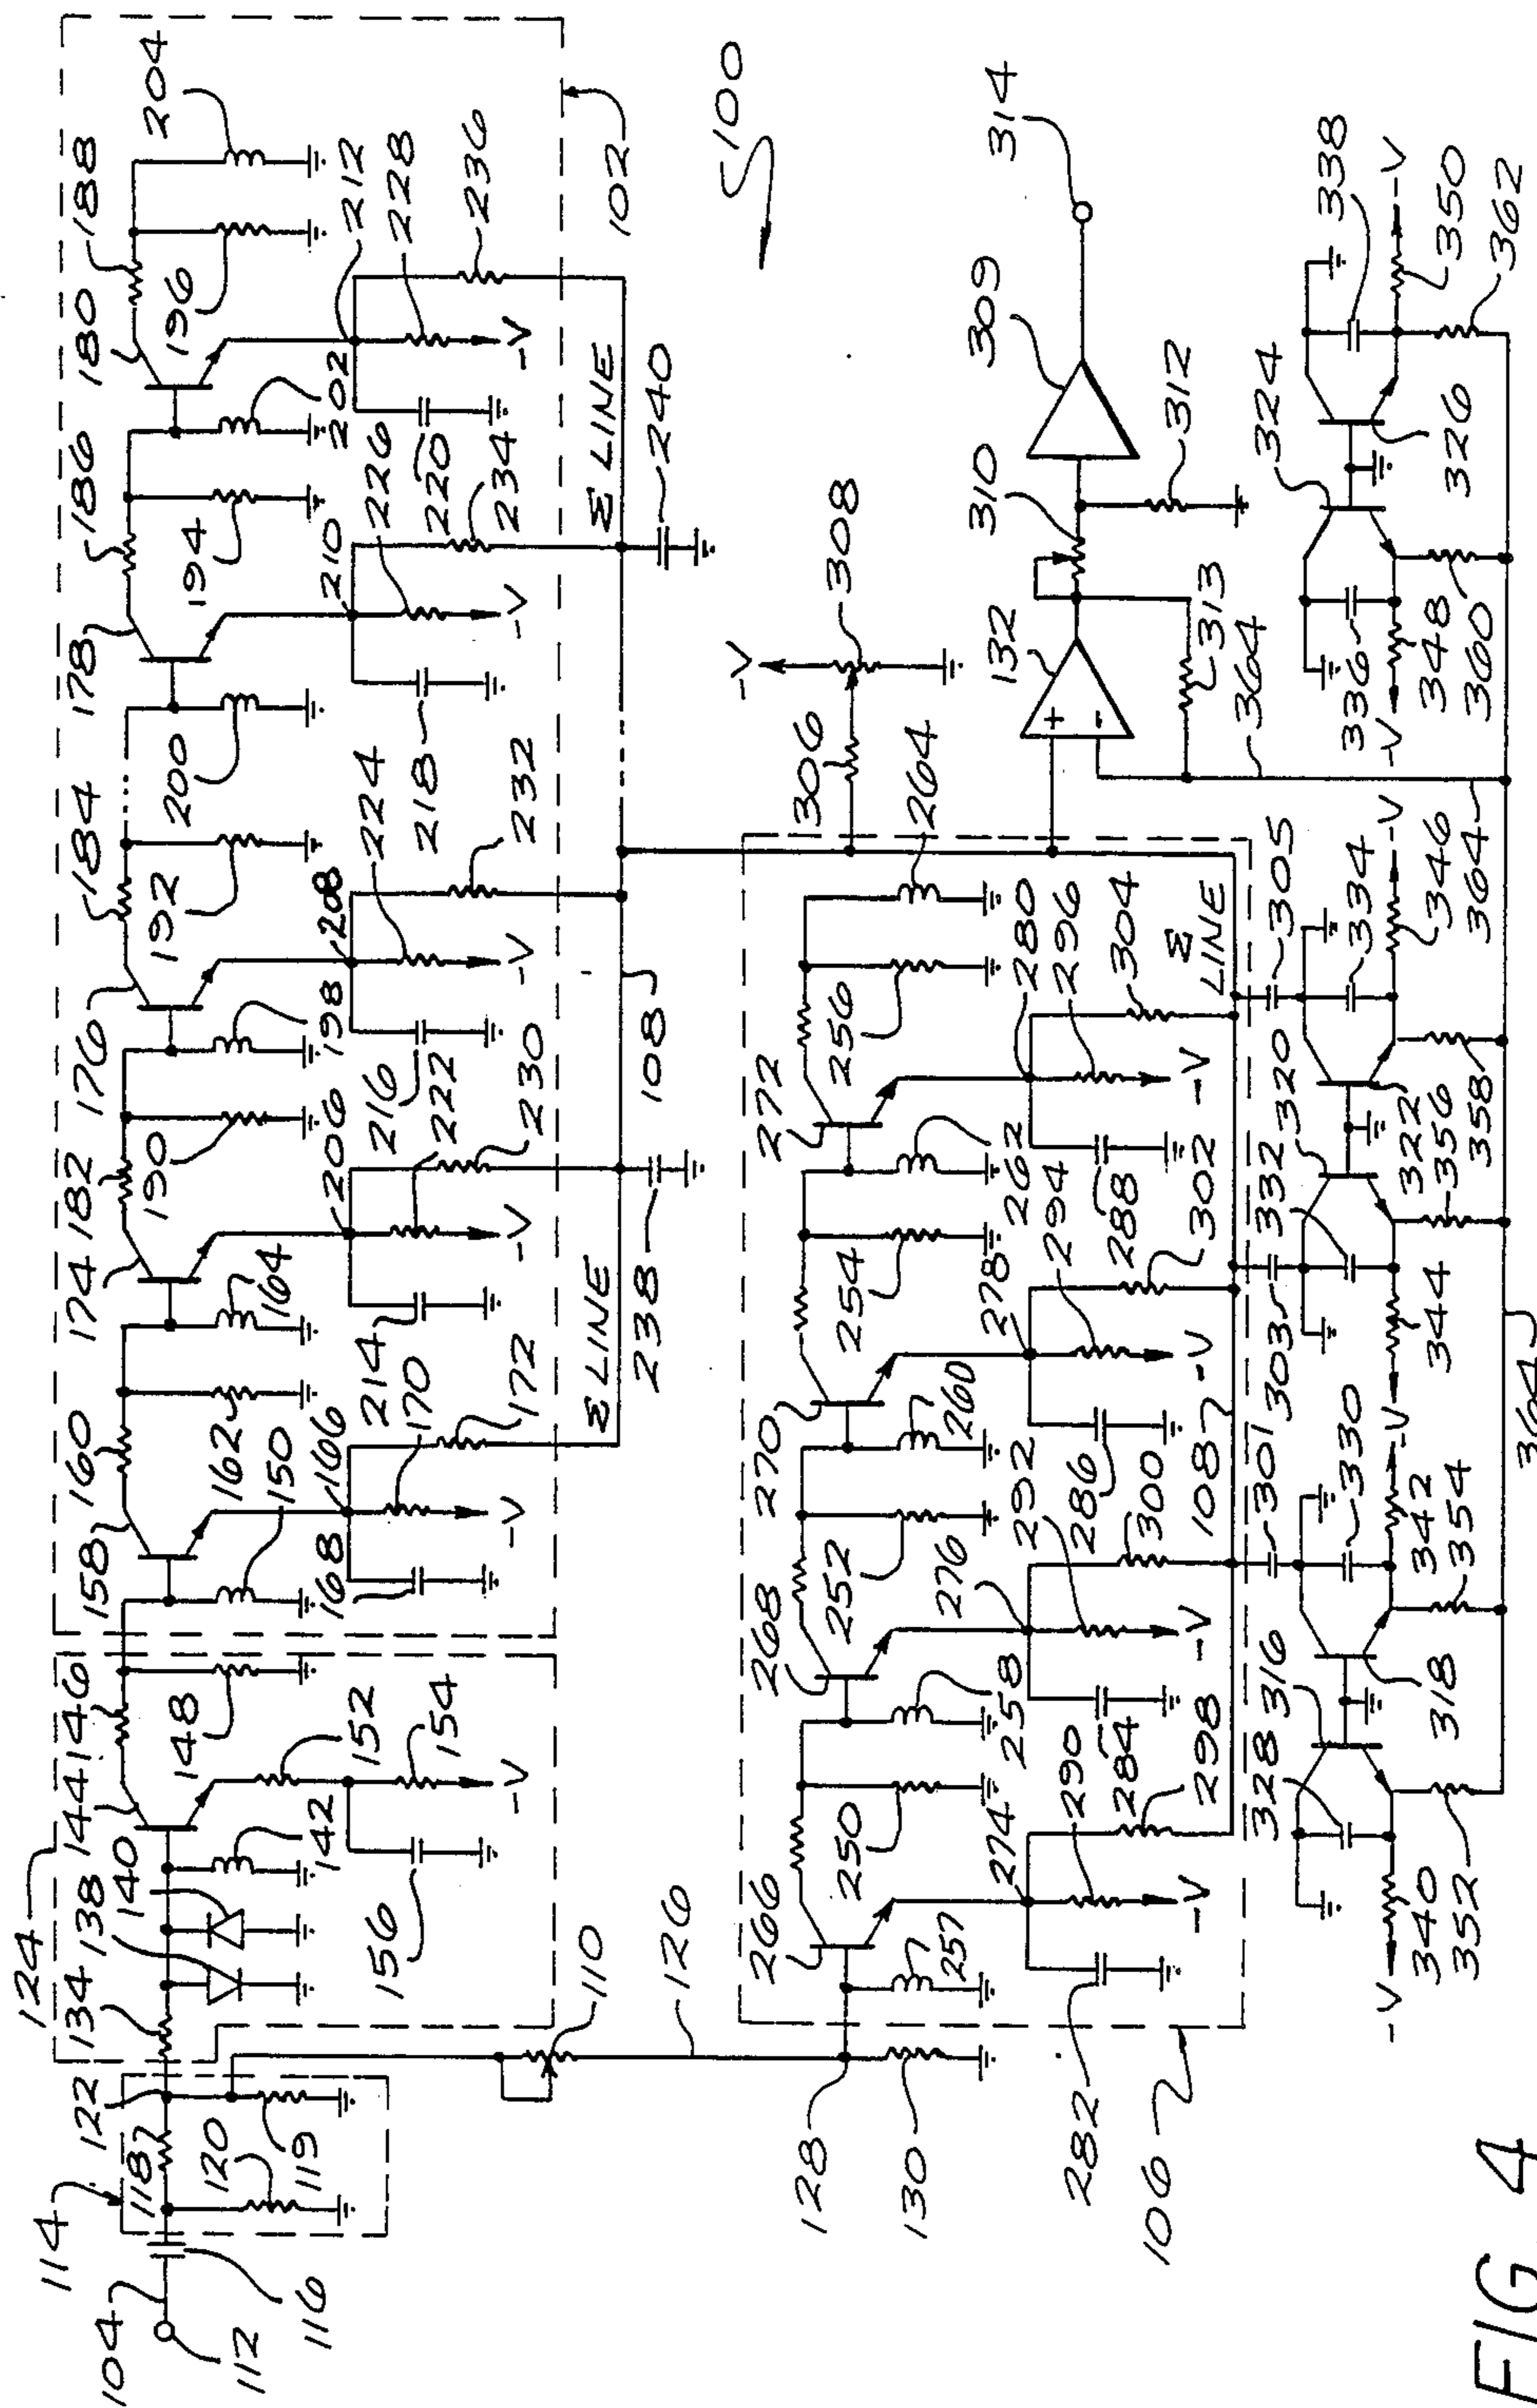 124
114 122 134 138 140 144 146 158 160 174 182 176 184 178 186 180 188
104 118 120 119 148 142 150 162 164 190 198 192 200 194 202 196 204
112 116 152 154 156 -V
168 166 170 172 -V
214 206 222 230 -V
216 208 224 232 -V
218 210 226 234 -V
220 212 228 236 -V
Σ LINE
Σ LINE
238 108 240 102
110
126
100
128
130
282
106
266 250 257 268 252 258 270 254 260 272 256 262 264
274 290 284 298 -V
276 292 286 300 -V
278 294 288 302 -V
280 296 304 -V
108
Σ LINE
306 308 -V
132 + -
310 309 314
312
313
364
328 316 301 330
303 332 320 305 334
324 338
336
-V 340 352 318 342 354 -V
344 356 322 358 346 -V -V
-V 348 360 326 350 362 -V
364 364
FIG. 4